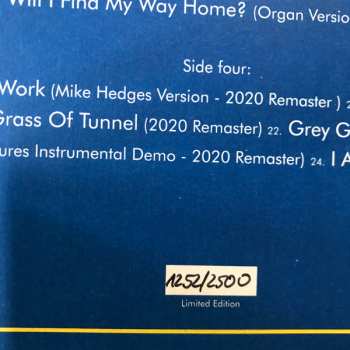 Will I Find My Way Home? (Organ Versio
Side four:
Work (Mike Hedges Version - 2020 Remaster )
Grass Of Tunnel (2020 Remaster) 22. Grey G
ures Instrumental Demo - 2020 Remaster) 24. I A
1252/2500
Limited Edition